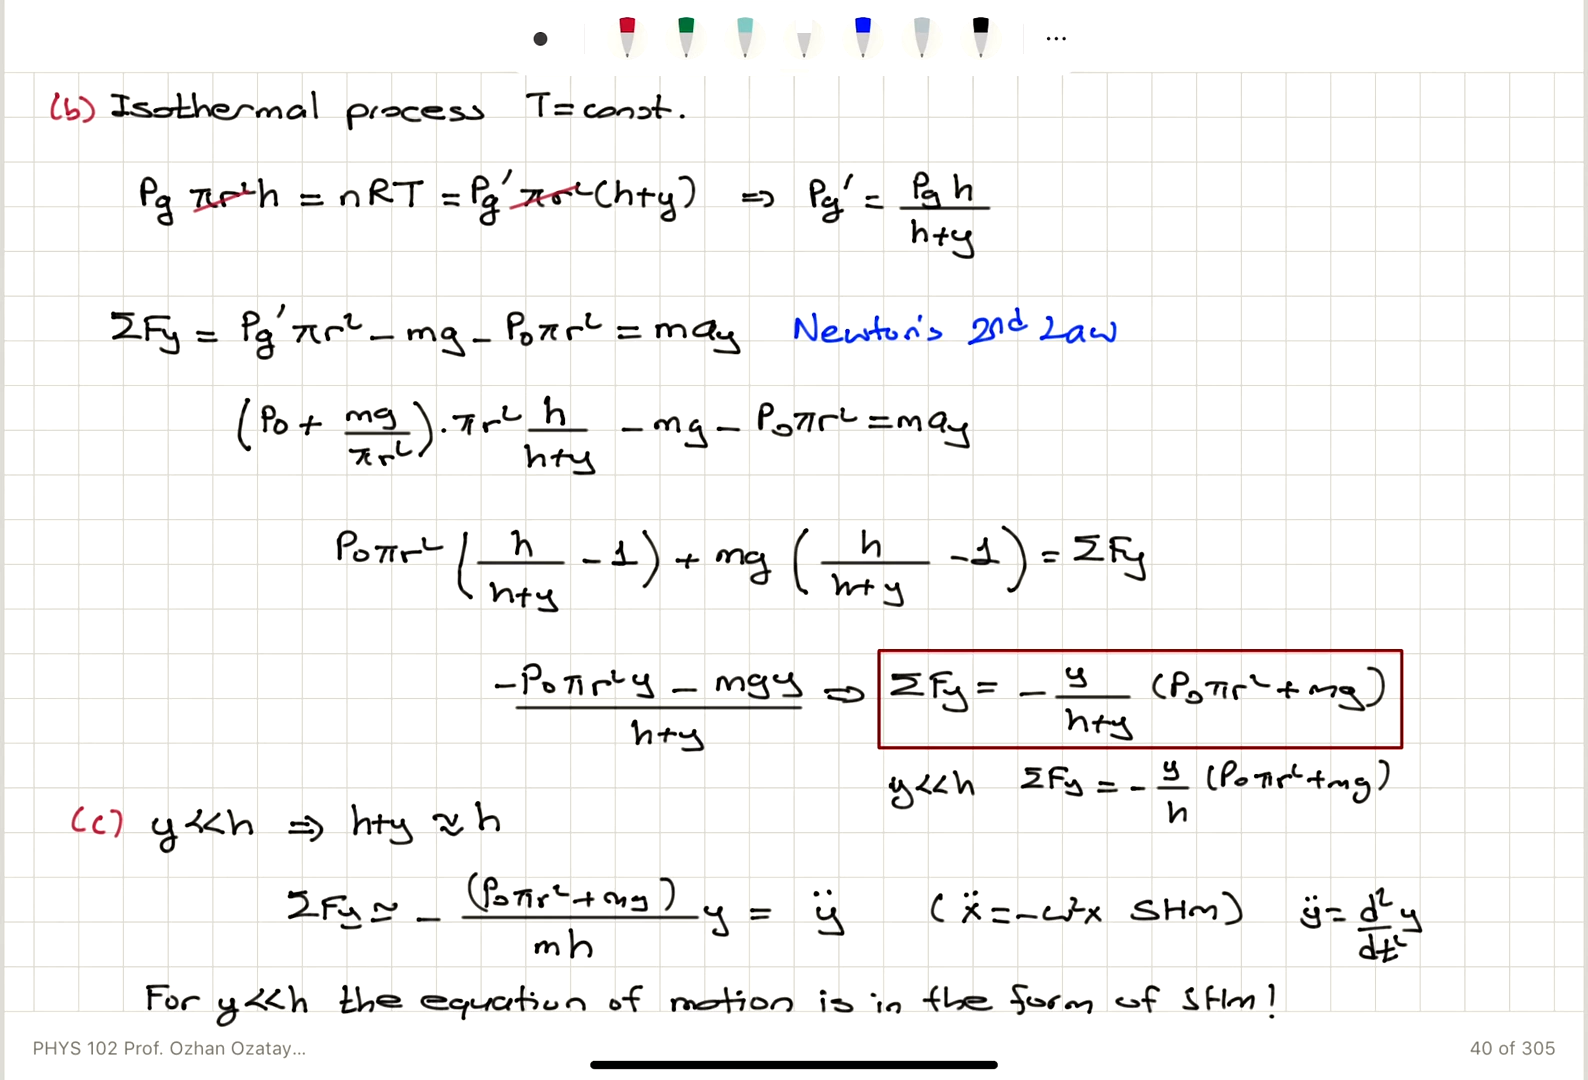 ...
(b) Isothermal process T=const.
Pg πr²h = nRT = Pg' πr²(h+y) ⇒ Pg' = Pg h / h+y
ΣFy = Pg'πr² - mg - P₀πr² = may Newton's 2nd Law
(P₀ + mg/πr²)·πr² h/h+y - mg - P₀πr² = may
P₀πr² (h/h+y - 1) + mg (h/h+y - 1) = ΣFy
-P₀πr²y - mgy / h+y ⇒ ΣFy = - y/h+y (P₀πr² + mg)
y<<h ΣFy = - y/h (P₀πr²+mg)
(c) y<<h ⇒ h+y ≈ h
ΣFy ≃ - (P₀πr²+mg)/mh y = ÿ (ẍ=-ω²x SHM) ÿ = d²/dt² y
For y<<h the equation of motion is in the form of SHM!
PHYS 102 Prof. Ozhan Ozatay...
40 of 305